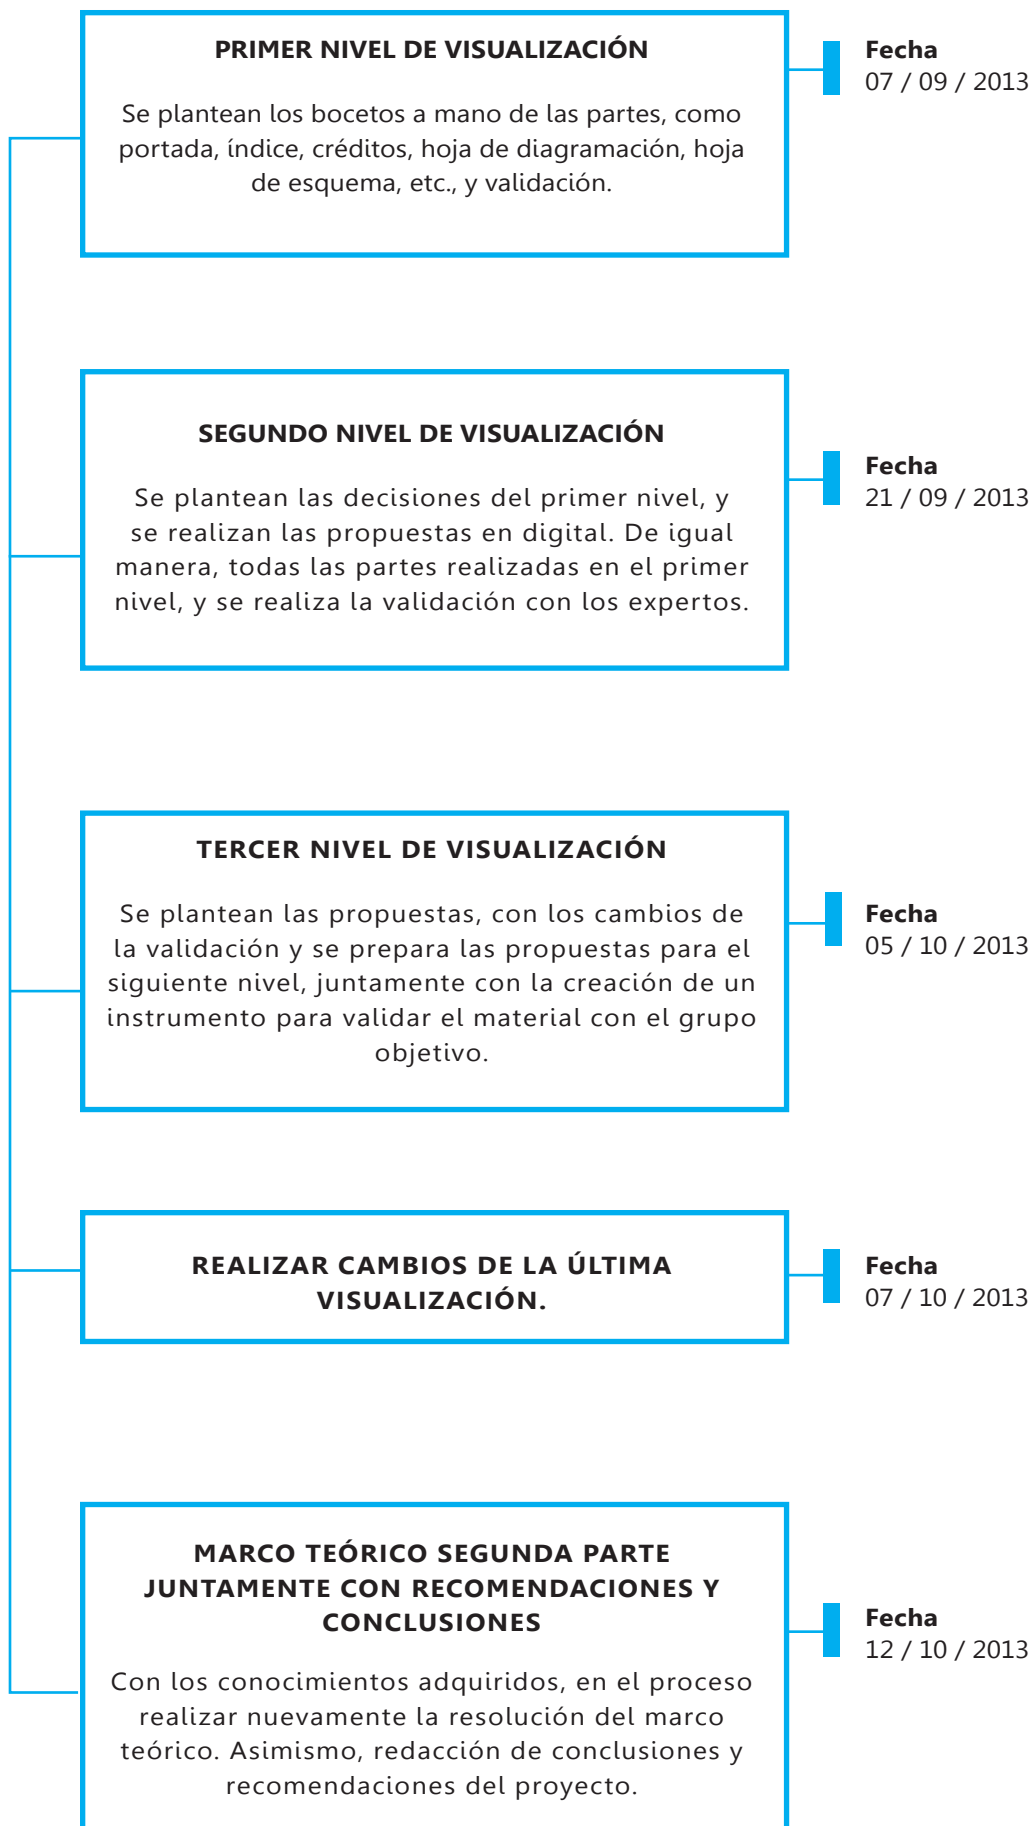 PRIMER NIVEL DE VISUALIZACIÓN
Se plantean los bocetos a mano de las partes, como
portada, índice, créditos, hoja de diagramación, hoja
de esquema, etc., y validación.
Fecha
07 / 09 / 2013
SEGUNDO NIVEL DE VISUALIZACIÓN
Se plantean las decisiones del primer nivel, y
se realizan las propuestas en digital. De igual
manera, todas las partes realizadas en el primer
nivel, y se realiza la validación con los expertos.
Fecha
21 / 09 / 2013
TERCER NIVEL DE VISUALIZACIÓN
Se plantean las propuestas, con los cambios de
la validación y se prepara las propuestas para el
siguiente nivel, juntamente con la creación de un
instrumento para validar el material con el grupo
objetivo.
Fecha
05 / 10 / 2013
REALIZAR CAMBIOS DE LA ÚLTIMA
VISUALIZACIÓN.
Fecha
07 / 10 / 2013
MARCO TEÓRICO SEGUNDA PARTE
JUNTAMENTE CON RECOMENDACIONES Y
CONCLUSIONES
Con los conocimientos adquiridos, en el proceso
realizar nuevamente la resolución del marco
teórico. Asimismo, redacción de conclusiones y
recomendaciones del proyecto.
Fecha
12 / 10 / 2013